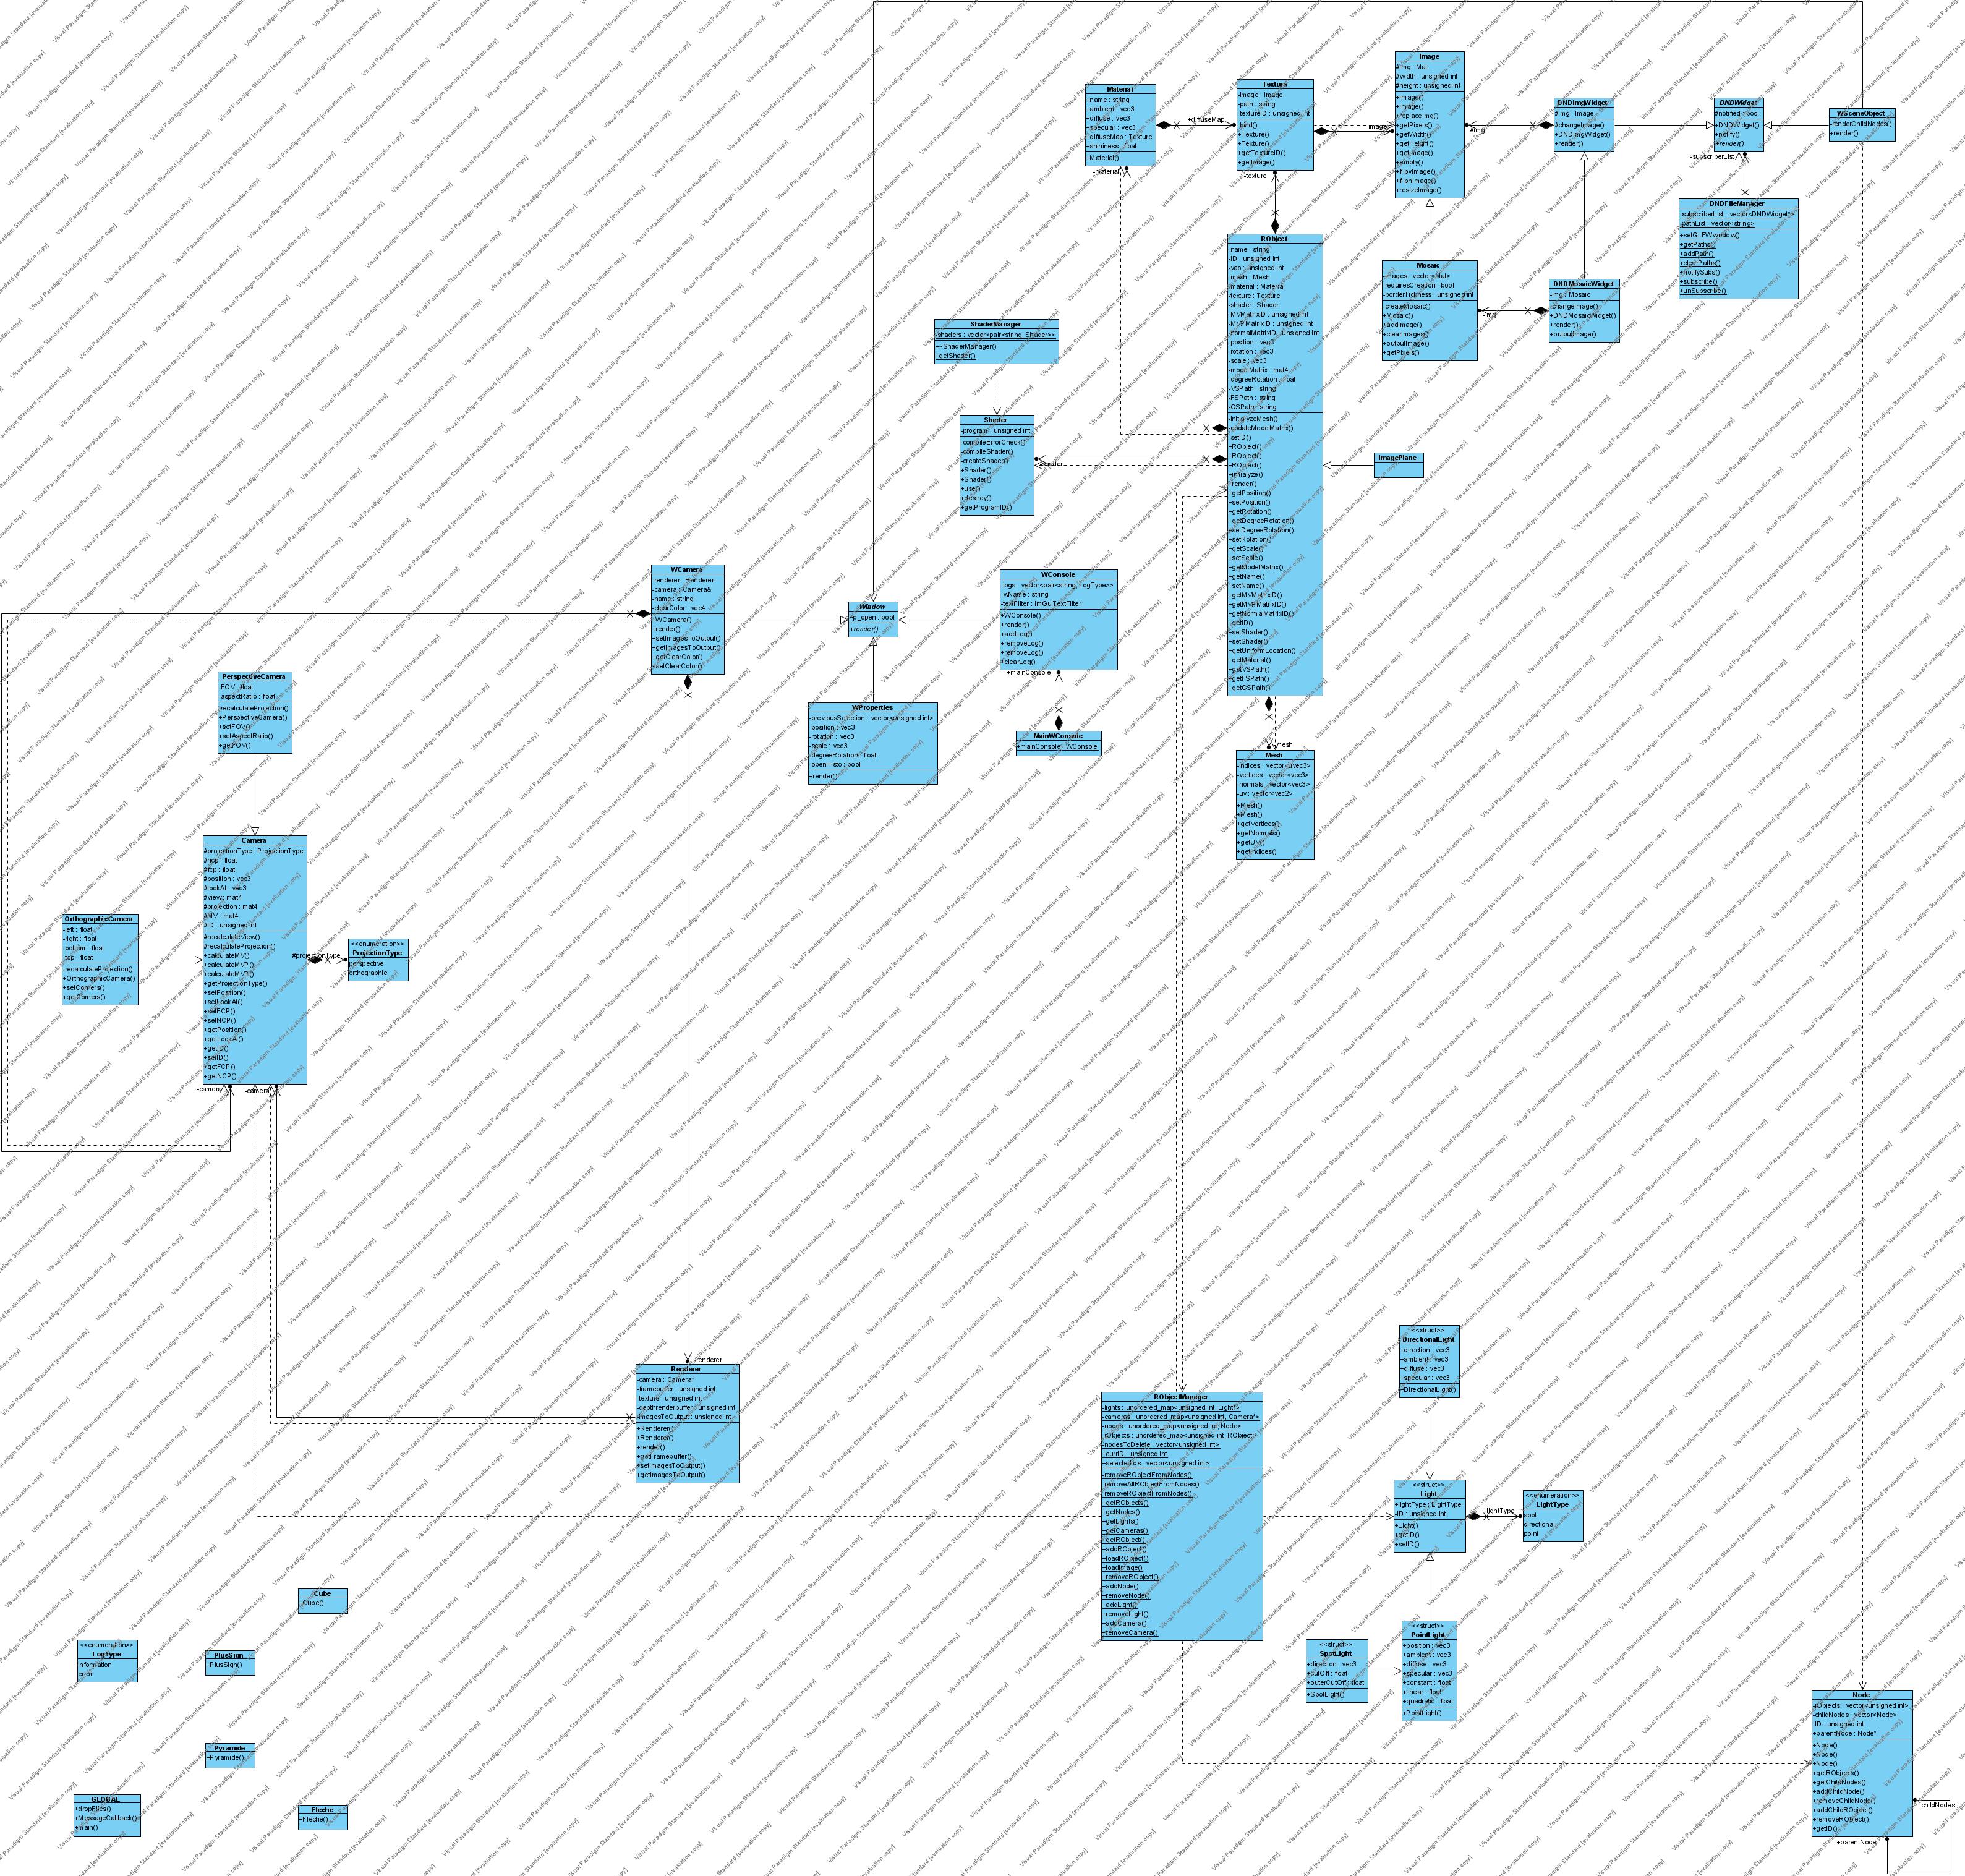 Visual Paradigm Standard [evaluation copy]
Image
#img : Mat
#width : unsigned int
#height : unsigned int
+Image()
+Image()
+replaceImg()
+getPixels()
+getWidth()
+getHeight()
+getImage()
+empty()
+flipvImage()
+fliphImage()
+resizeImage()
Material
+name : string
+ambient : vec3
+diffuse : vec3
+specular : vec3
+diffuseMap : Texture
+shininess : float
+Material()
+diffuseMap
Texture
-image : Image
-path : string
-textureID : unsigned int
-bind()
+Texture()
+Texture()
+getTextureID()
+getImage()
-image
#img
DNDImgWidget
#img : Image
#changeImage()
+DNDImgWidget()
+render()
DNDWidget
#notified : bool
+DNDWidget()
+notify()
+render()
WSceneObject
-renderChildNodes()
+render()
-subscriberList
-material
-texture
DNDFileManager
-subscriberList : vector<DNDWidget*>
-pathList : vector<string>
+setGLFWwindow()
+getPaths()
+addPath()
+clearPaths()
+notifySubs()
+subscribe()
+unSubscribe()
RObject
-name : string
-ID : unsigned int
-vao : unsigned int
-mesh : Mesh
-material : Material
-texture : Texture
-shader : Shader
-MVMatrixID : unsigned int
-MVPMatrixID : unsigned int
-normalMatrixID : unsigned int
-position : vec3
-rotation : vec3
-scale : vec3
-modelMatrix : mat4
-degreeRotation : float
-VSPath : string
-FSPath : string
-GSPath : string
-initialyzeMesh()
-updateModelMatrix()
-setID()
+RObject()
+RObject()
+RObject()
+initialyze()
+render()
+getPosition()
+setPosition()
+getRotation()
+getDegreeRotation()
+setDegreeRotation()
+setRotation()
+getScale()
+setScale()
+getModelMatrix()
+getName()
+setName()
+getMVMatrixID()
+getMVPMatrixID()
+getNormalMatrixID()
+getID()
+setShader()
+setShader()
+getUniformLocation()
+getMaterial()
+getVSPath()
+getFSPath()
+getGSPath()
Mosaic
-images : vector<Mat>
-requiresCreation : bool
-borderTickness : unsigned int
-createMosaic()
+Mosaic()
+addImage()
+clearImages()
+outputImage()
+getPixels()
-img
DNDMosaicWidget
-img : Mosaic
-changeImage()
+DNDMosaicWidget()
+render()
+outputImage()
ShaderManager
-shaders : vector<pair<string, Shader>>
+~ShaderManager()
+getShader()
Shader
-program : unsigned int
-compileErrorCheck()
-compileShader()
-createShader()
+Shader()
+Shader()
+use()
+destroy()
+getProgramID()
-shader
ImagePlane
WCamera
-renderer : Renderer
-camera : Camera&
-name : string
-clearColor : vec4
+WCamera()
+render()
+setImagesToOutput()
+getImagesToOutput()
+getClearColor()
+setClearColor()
Window
+p_open : bool
+render()
WConsole
-logs : vector<pair<string, LogType>>
-wName : string
-textFilter : ImGuiTextFilter
+WConsole()
+render()
+addLog()
+removeLog()
+removeLog()
+clearLog()
+mainConsole
MainWConsole
+mainConsole : WConsole
WProperties
-previousSelection : vector<unsigned int>
-position : vec3
-rotation : vec3
-scale : vec3
-degreeRotation : float
-openHisto : bool
+render()
-mesh
Mesh
-indices : vector<uvec3>
-vertices : vector<vec3>
-normals : vector<vec3>
-uv : vector<vec2>
+Mesh()
+Mesh()
+getVertices()
+getNormals()
+getUV()
+getIndices()
PerspectiveCamera
-FOV : float
-aspectRatio : float
-recalculateProjection()
+PerspectiveCamera()
+setFOV()
+setAspectRatio()
+getFOV()
Camera
#projectionType : ProjectionType
#ncp : float
#fcp : float
#position : vec3
#lookAt : vec3
#view : mat4
#projection : mat4
#MV : mat4
#ID : unsigned int
#recalculateView()
#recalculateProjection()
+calculateMV()
+calculateMVP()
+calculateMVP()
+getProjectionType()
+setPosition()
+setLookAt()
+setFCP()
+setNCP()
+getPosition()
+getLookAt()
+getID()
+setID()
+getFCP()
+getNCP()
OrthographicCamera
-left : float
-right : float
-bottom : float
-top : float
-recalculateProjection()
+OrthographicCamera()
+setCorners()
+getCorners()
#projectionType
<<enumeration>>
ProjectionType
perspective
orthographic
-camera
-camera
-renderer
Renderer
-camera : Camera*
-framebuffer : unsigned int
-texture : unsigned int
-depthrenderbuffer : unsigned int
-imagesToOutput : unsigned int
+Renderer()
+Renderer()
+render()
+getFramebuffer()
+setImagesToOutput()
+getImagesToOutput()
RObjectManager
-lights : unordered_map<unsigned int, Light*>
-cameras : unordered_map<unsigned int, Camera*>
-nodes : unordered_map<unsigned int, Node>
-rObjects : unordered_map<unsigned int, RObject>
-nodesToDelete : vector<unsigned int>
+currID : unsigned int
+selectedIds : vector<unsigned int>
-removeRObjectFromNodes()
-removeAllRObjectFromNodes()
-removeRObjectFromNodes()
+getRObjects()
+getNodes()
+getLights()
+getCameras()
+getRObject()
+addRObject()
+loadRObject()
+loadImage()
+removeRObject()
+addNode()
+removeNode()
+addLight()
+removeLight()
+addCamera()
+removeCamera()
<<struct>>
DirectionalLight
+direction : vec3
+ambient : vec3
+diffuse : vec3
+specular : vec3
+DirectionalLight()
<<struct>>
Light
+lightType : LightType
-ID : unsigned int
+Light()
+getID()
+setID()
+lightType
<<enumeration>>
LightType
spot
directional
point
<<struct>>
SpotLight
+direction : vec3
+cutOff : float
+outerCutOff : float
+SpotLight()
<<struct>>
PointLight
+position : vec3
+ambient : vec3
+diffuse : vec3
+specular : vec3
+constant : float
+linear : float
+quadratic : float
+PointLight()
Cube
+Cube()
<<enumeration>>
LogType
information
error
PlusSign
+PlusSign()
Pyramide
+Pyramide()
GLOBAL
+dropFiles()
+MessageCallback()
+main()
Fleche
+Fleche()
Node
-rObjects : vector<unsigned int>
-childNodes : vector<Node>
-ID : unsigned int
+parentNode : Node*
+Node()
+Node()
+Node()
+getRObjects()
+getChildNodes()
+addChildNode()
+removeChildNode()
+addChildRObject()
+removeRObject()
+getID()
-childNodes
+parentNode